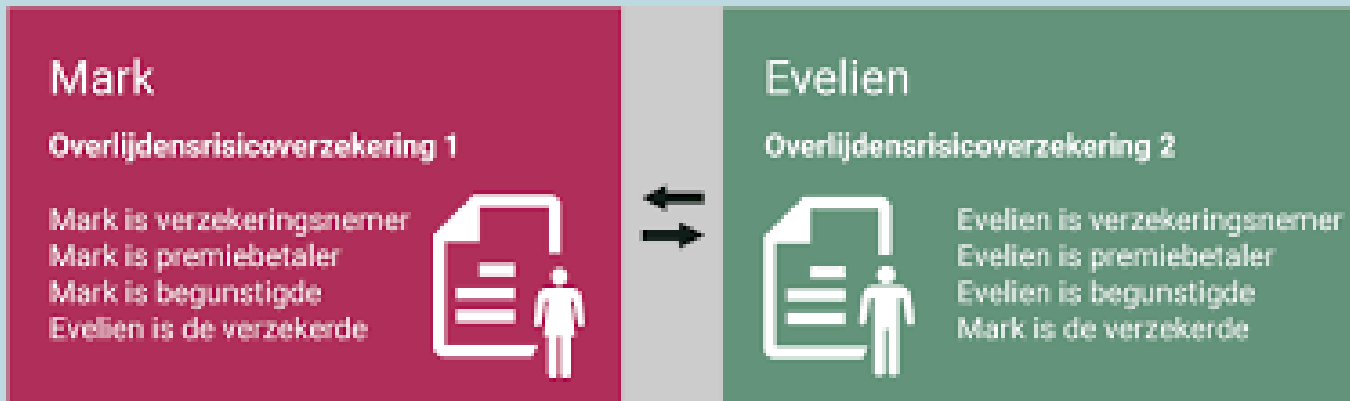 Mark
Overlijdensrisicoverzekering 1
Mark is verzekeringsnemer
Mark is premiebetaler
Mark is begunstigde
Evelien is de verzekerde
Evelien
Overlijdensrisicoverzekering 2
Evelien is verzekeringsnemer
Evelien is premiebetaler
Evelien is begunstigde
Mark is de verzekerde